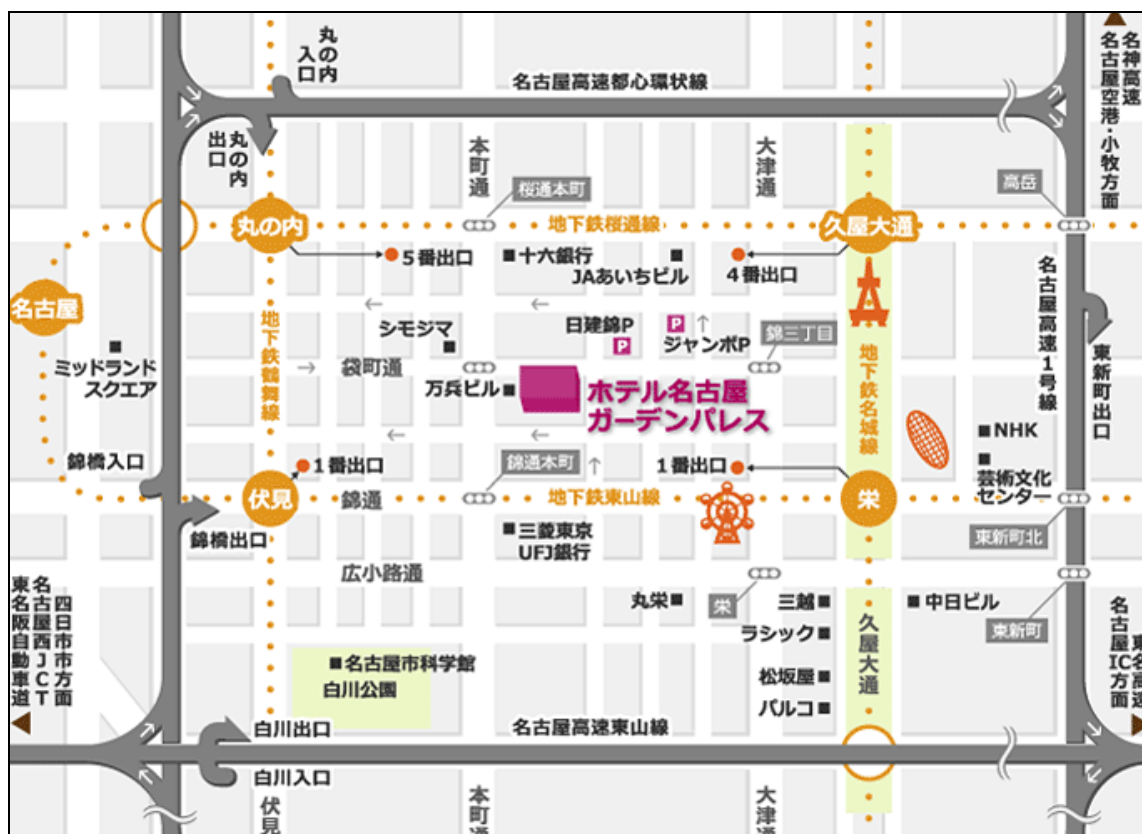 丸の内
入口
名古屋高速都心環状線
名神高速
名古屋空港・小牧方面
丸の内
出口
本町通
大津通
桜通本町
高岳
丸の内
地下鉄桜通線
久屋大通
5番出口
十六銀行
JAあいちビル
4番出口
名古屋高速1号線
名古屋
地下鉄鶴舞線
シモジマ
日建錦P
P
P
ジャンボP
錦三丁目
ミッドランド
スクエア
袋町通
万兵ビル
ホテル名古屋
ガーデンパレス
地下鉄名城線
東新町出口
NHK
錦橋入口
1番出口
錦通本町
1番出口
芸術文化
センター
伏見
錦通
地下鉄東山線
栄
錦橋出口
三菱東京
UFJ銀行
東新町北
広小路通
丸栄
栄
三越
中日ビル
東新町
ラシック
久屋大通
四日市市方面
名古屋西JCT
東名阪自動車道
名古屋市科学館
白川公園
松坂屋
パルコ
東名高速
名古屋IC方面
白川出口
名古屋高速東山線
白川入口
伏見
本町通
大津通